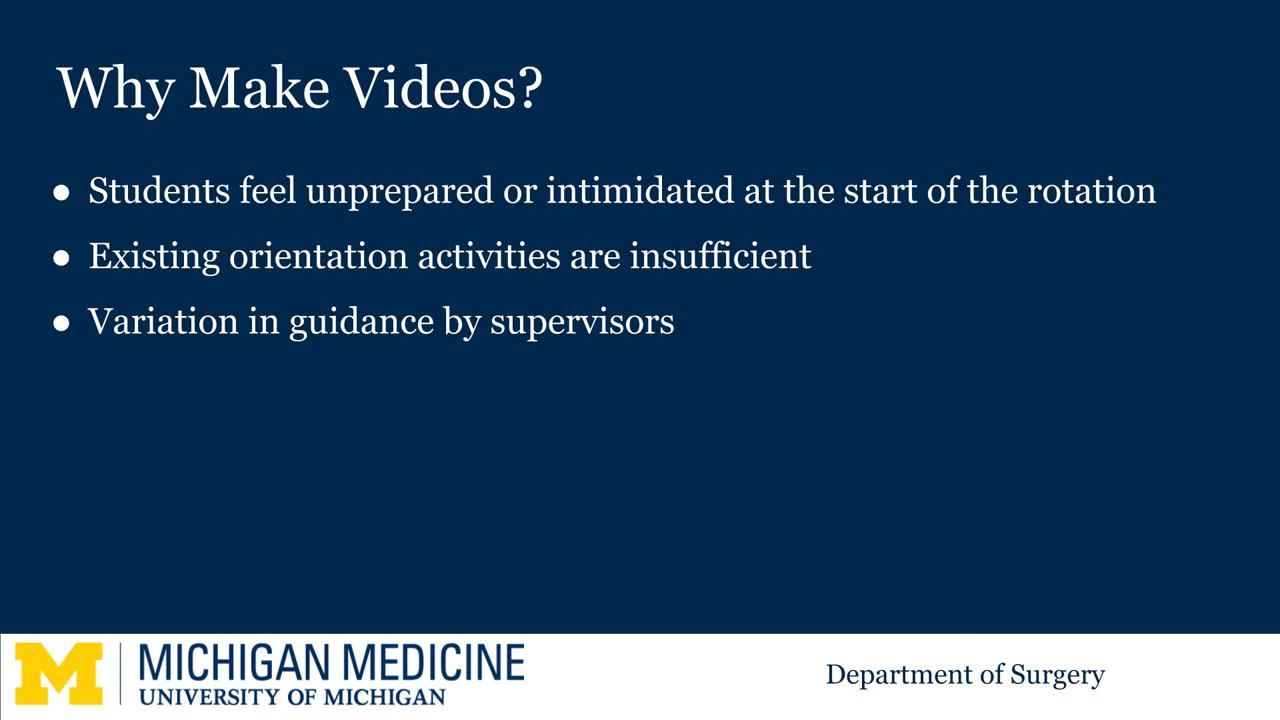 Why Make Videos?
● Students feel unprepared or intimidated at the start of the rotation
● Existing orientation activities are insufficient
● Variation in guidance by supervisors
M
MICHIGAN MEDICINE
UNIVERSITY OF MICHIGAN
Department of Surgery